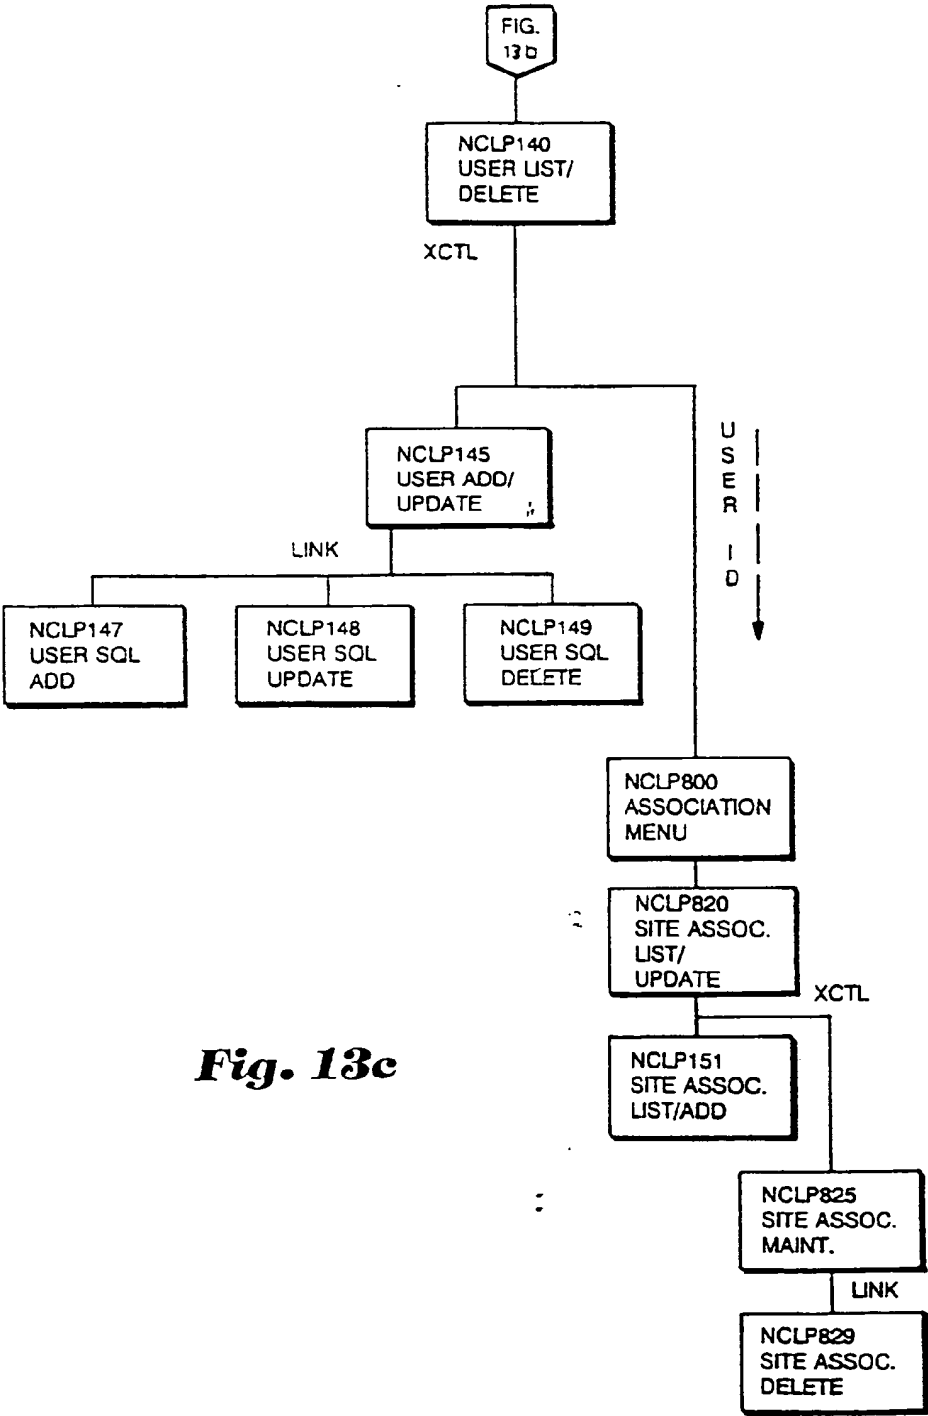 FIG.
13b
NCLP140
USER LIST/
DELETE
XCTL
NCLP145
USER ADD/
UPDATE
USER ID
LINK
NCLP147
USER SQL
ADD
NCLP148
USER SQL
UPDATE
NCLP149
USER SQL
DELETE
NCLP800
ASSOCIATION
MENU
NCLP820
SITE ASSOC.
LIST/
UPDATE
XCTL
NCLP151
SITE ASSOC.
LIST/ADD
Fig. 13c
NCLP825
SITE ASSOC.
MAINT.
LINK
NCLP829
SITE ASSOC.
DELETE